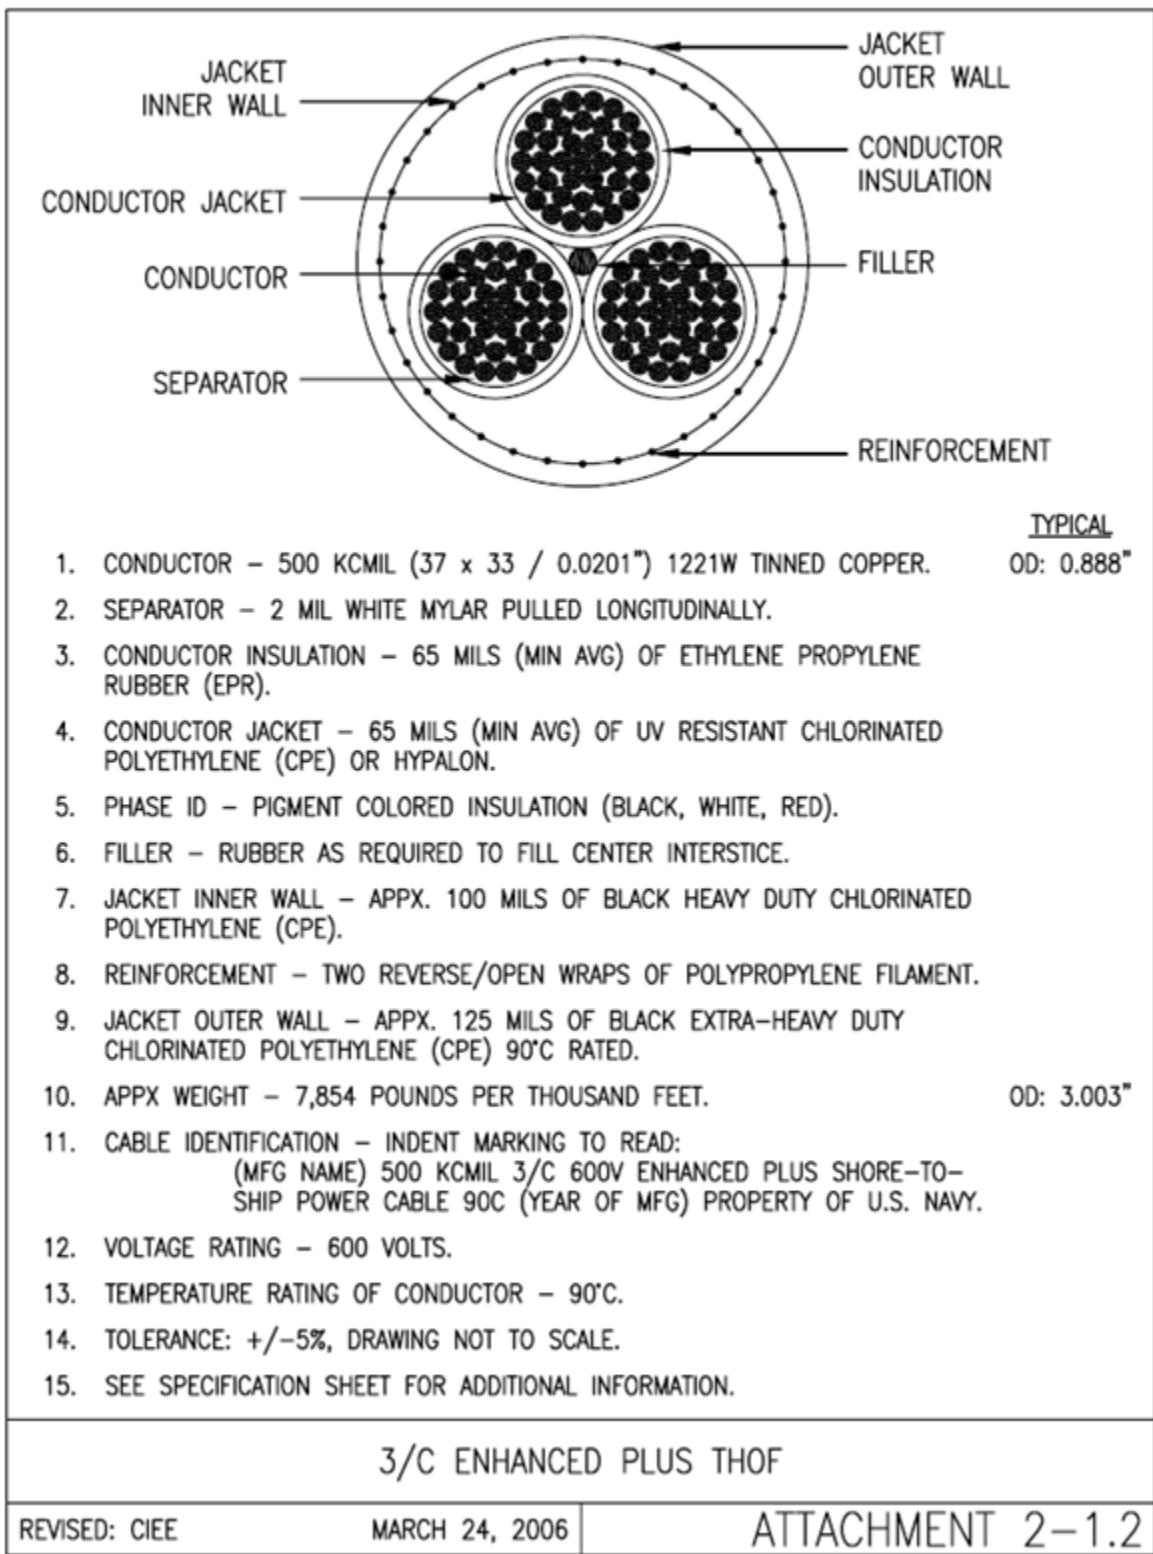 JACKET
INNER WALL
JACKET
OUTER WALL
CONDUCTOR
INSULATION
CONDUCTOR JACKET
CONDUCTOR
FILLER
SEPARATOR
REINFORCEMENT
TYPICAL
1. CONDUCTOR – 500 KCMIL (37 x 33 / 0.0201") 1221W TINNED COPPER. OD: 0.888"
2. SEPARATOR – 2 MIL WHITE MYLAR PULLED LONGITUDINALLY.
3. CONDUCTOR INSULATION – 65 MILS (MIN AVG) OF ETHYLENE PROPYLENE
RUBBER (EPR).
4. CONDUCTOR JACKET – 65 MILS (MIN AVG) OF UV RESISTANT CHLORINATED
POLYETHYLENE (CPE) OR HYPALON.
5. PHASE ID – PIGMENT COLORED INSULATION (BLACK, WHITE, RED).
6. FILLER – RUBBER AS REQUIRED TO FILL CENTER INTERSTICE.
7. JACKET INNER WALL – APPX. 100 MILS OF BLACK HEAVY DUTY CHLORINATED
POLYETHYLENE (CPE).
8. REINFORCEMENT – TWO REVERSE/OPEN WRAPS OF POLYPROPYLENE FILAMENT.
9. JACKET OUTER WALL – APPX. 125 MILS OF BLACK EXTRA–HEAVY DUTY
CHLORINATED POLYETHYLENE (CPE) 90°C RATED.
10. APPX WEIGHT – 7,854 POUNDS PER THOUSAND FEET. OD: 3.003"
11. CABLE IDENTIFICATION – INDENT MARKING TO READ:
(MFG NAME) 500 KCMIL 3/C 600V ENHANCED PLUS SHORE–TO–
SHIP POWER CABLE 90C (YEAR OF MFG) PROPERTY OF U.S. NAVY.
12. VOLTAGE RATING – 600 VOLTS.
13. TEMPERATURE RATING OF CONDUCTOR – 90°C.
14. TOLERANCE: +/–5%, DRAWING NOT TO SCALE.
15. SEE SPECIFICATION SHEET FOR ADDITIONAL INFORMATION.
3/C ENHANCED PLUS THOF
REVISED: CIEE MARCH 24, 2006 ATTACHMENT 2–1.2